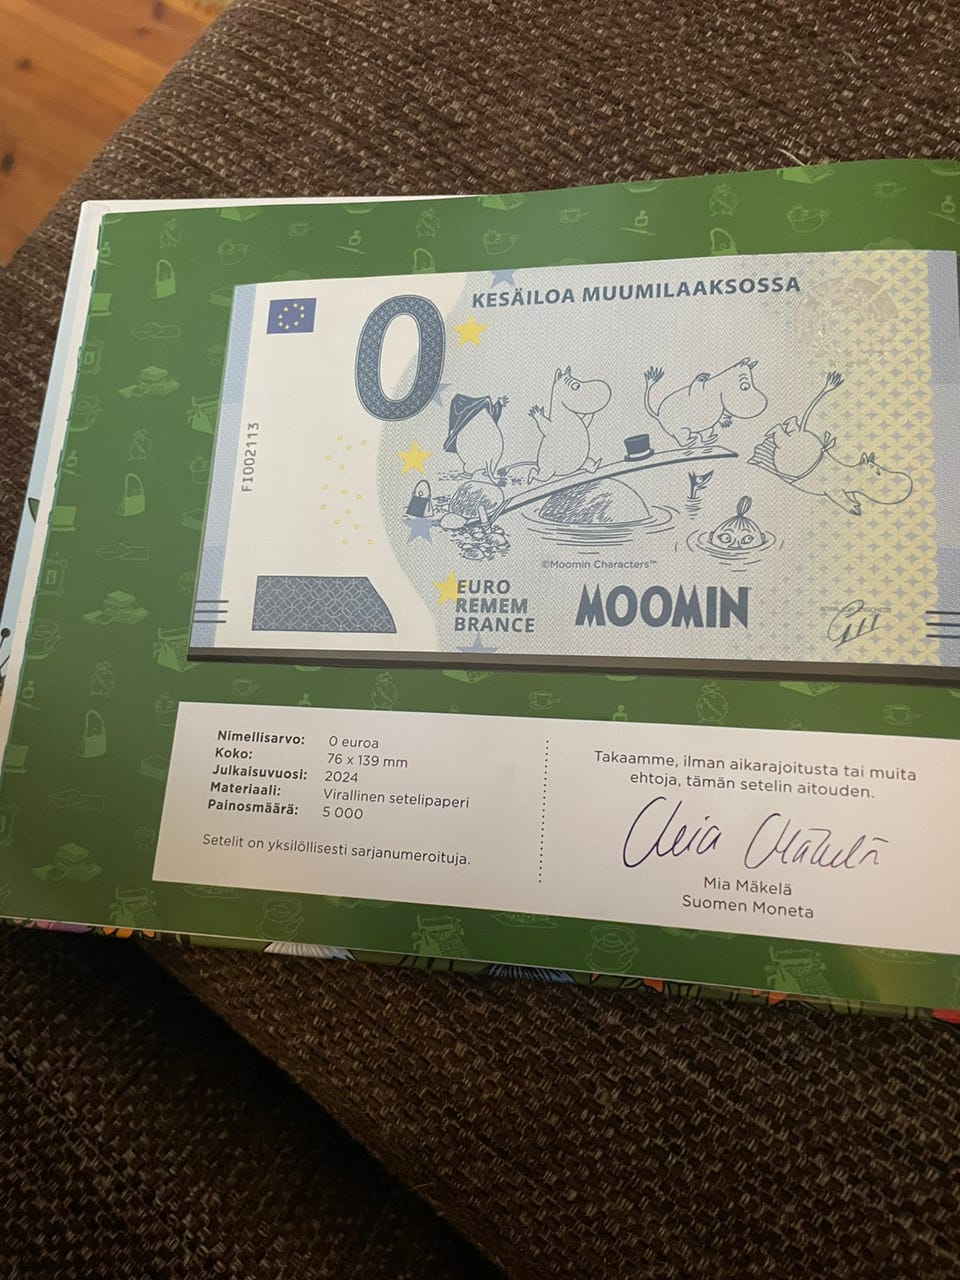 KESÄILOA MUUMILAAKSOSSA
0
FI002113
©Moomin Characters™
EURO
REMEM
BRANCE
MOOMIN
Nimellisarvo: 0 euroa
Koko: 76 x 139 mm
Julkaisuvuosi: 2024
Materiaali: Virallinen setelipaperi
Painosmäärä: 5 000
Setelit on yksilöllisesti sarjanumeroituja.
Takaamme, ilman aikarajoitusta tai muita
ehtoja, tämän setelin aitouden.
Mia Mäkelä
Mia Mäkelä
Suomen Moneta